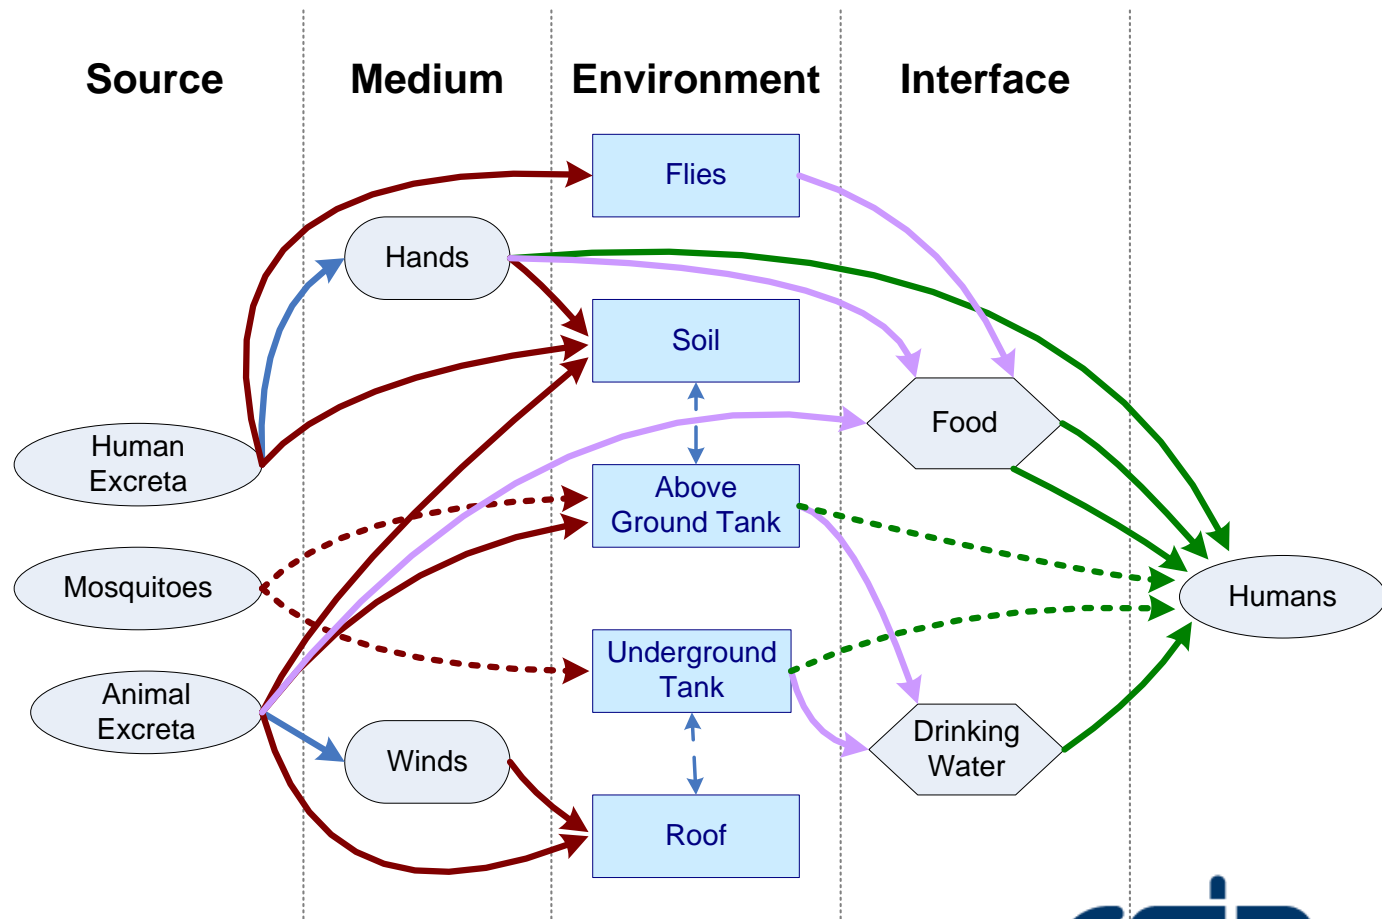 Source
Medium
Environment
Interface
Flies
Hands
Soil
Human
Excreta
Food
Above
Ground Tank
Mosquitoes
Humans
Underground
Tank
Animal
Excreta
Winds
Drinking
Water
Roof